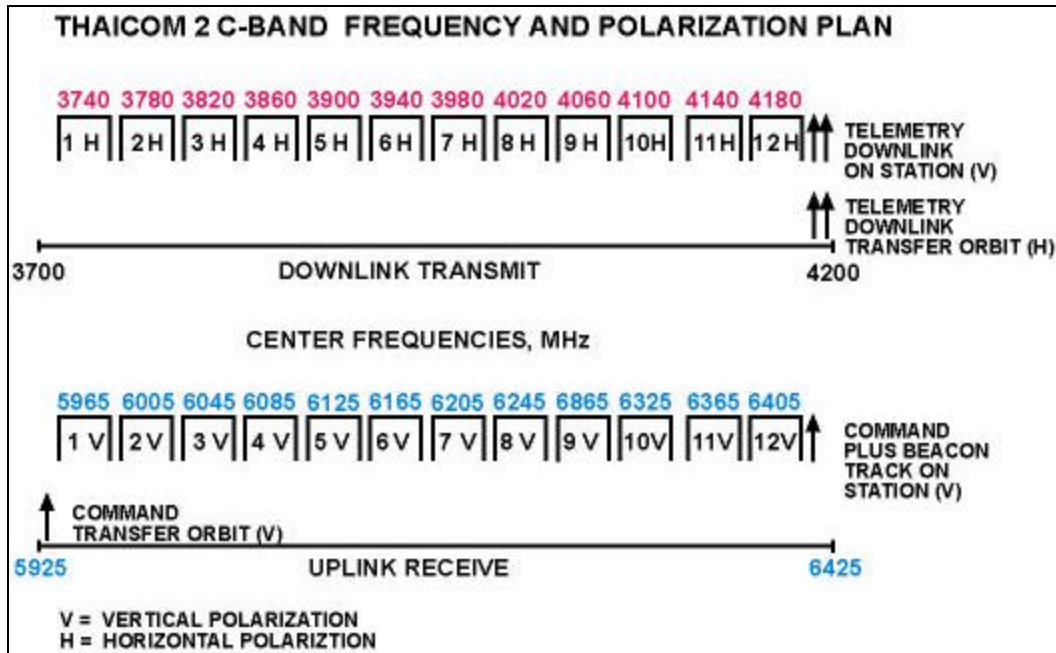 THAICOM 2 C-BAND FREQUENCY AND POLARIZATION PLAN
3740 3780 3820 3860 3900 3940 3980 4020 4060 4100 4140 4180
1 H 2H 3 H 4 H 5H 6H 7 H 8 H 9H 10H 11H 12H
TELEMETRY
DOWNLINK
ON STATION (V)
TELEMETRY
DOWNLINK
TRANSFER ORBIT (H)
3700 DOWNLINK TRANSMIT 4200
CENTER FREQUENCIES, MHz
5965 6005 6045 6085 6125 6165 6205 6245 6865 6325 6365 6405
1 V 2 V 3 V 4 V 5 V 6 V 7 V 8 V 9 V 10V 11V 12V
COMMAND
PLUS BEACON
TRACK ON
STATION (V)
COMMAND
TRANSFER ORBIT (V)
5925 UPLINK RECEIVE 6425
V = VERTICAL POLARIZATION
H = HORIZONTAL POLARIZTION